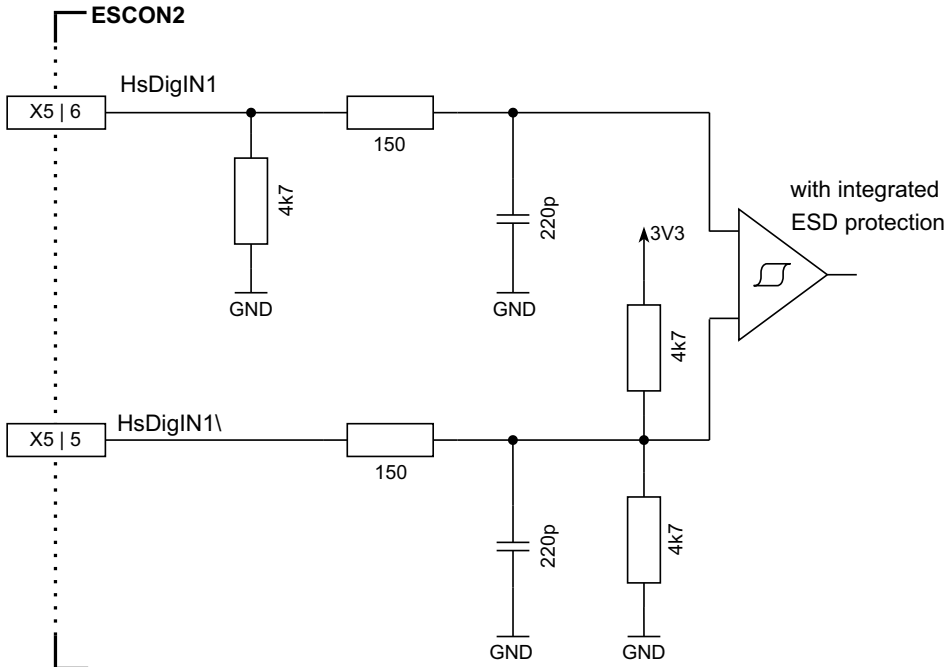 ESCON2
HsDigIN1
X5 | 6
150
4k7
220p
GND
GND
with integrated
ESD protection
3V3
4k7
HsDigIN1\
X5 | 5
150
220p
4k7
GND
GND